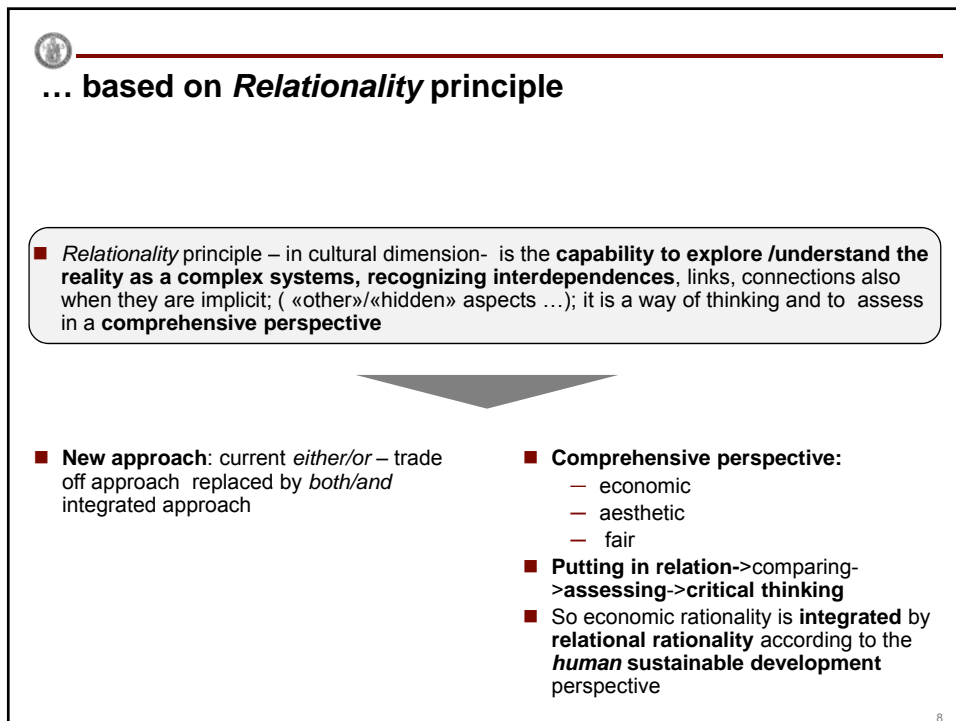 … based on Relationality principle
■ Relationality principle – in cultural dimension- is the capability to explore /understand the
reality as a complex systems, recognizing interdependences, links, connections also
when they are implicit; ( «other»/«hidden» aspects …); it is a way of thinking and to assess
in a comprehensive perspective
■ New approach: current either/or – trade
off approach replaced by both/and
integrated approach
■ Comprehensive perspective:
– economic
– aesthetic
– fair
■ Putting in relation->comparing-
>assessing->critical thinking
■ So economic rationality is integrated by
relational rationality according to the
human sustainable development
perspective
8